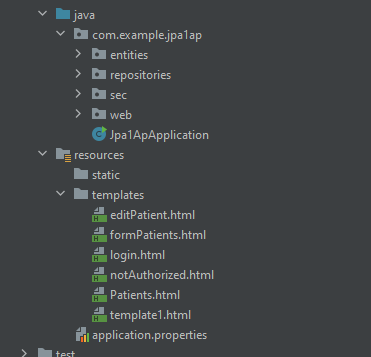 java
com.example.jpa1ap
entities
repositories
sec
web
Jpa1ApApplication
resources
static
templates
editPatient.html
formPatients.html
login.html
notAuthorized.html
Patients.html
template1.html
application.properties
test